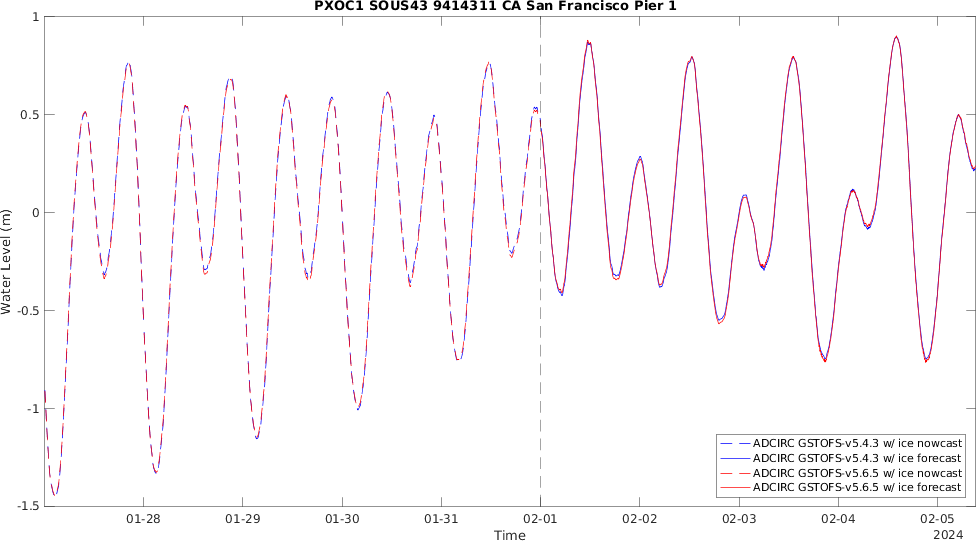 PXOC1 SOUS43 9414311 CA San Francisco Pier 1
1
0.5
0
-0.5
-1
-1.5
Water Level (m)
01-28
01-29
01-30
01-31
02-01
02-02
02-03
02-04
02-05
Time
2024
ADCIRC GSTOFS-v5.4.3 w/ ice nowcast
ADCIRC GSTOFS-v5.4.3 w/ ice forecast
ADCIRC GSTOFS-v5.6.5 w/ ice nowcast
ADCIRC GSTOFS-v5.6.5 w/ ice forecast